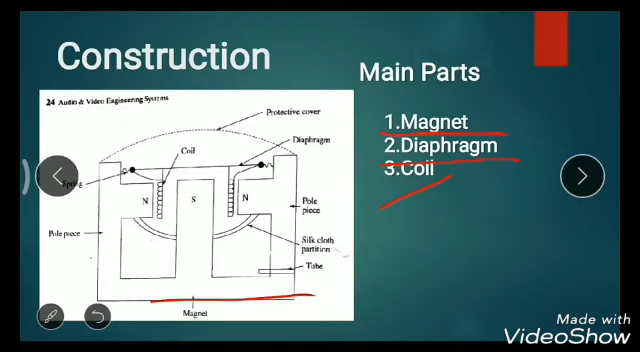 Construction
Main Parts
24 Audio & Video Engineering Systems
Protective cover
Coil
Diaphragm
Spring
N
S
N
Pole piece
Pole
piece
Silk cloth
partition
Tube
Magnet
1.Magnet
2.Diaphragm
3.Coil
Made with
VideoShow